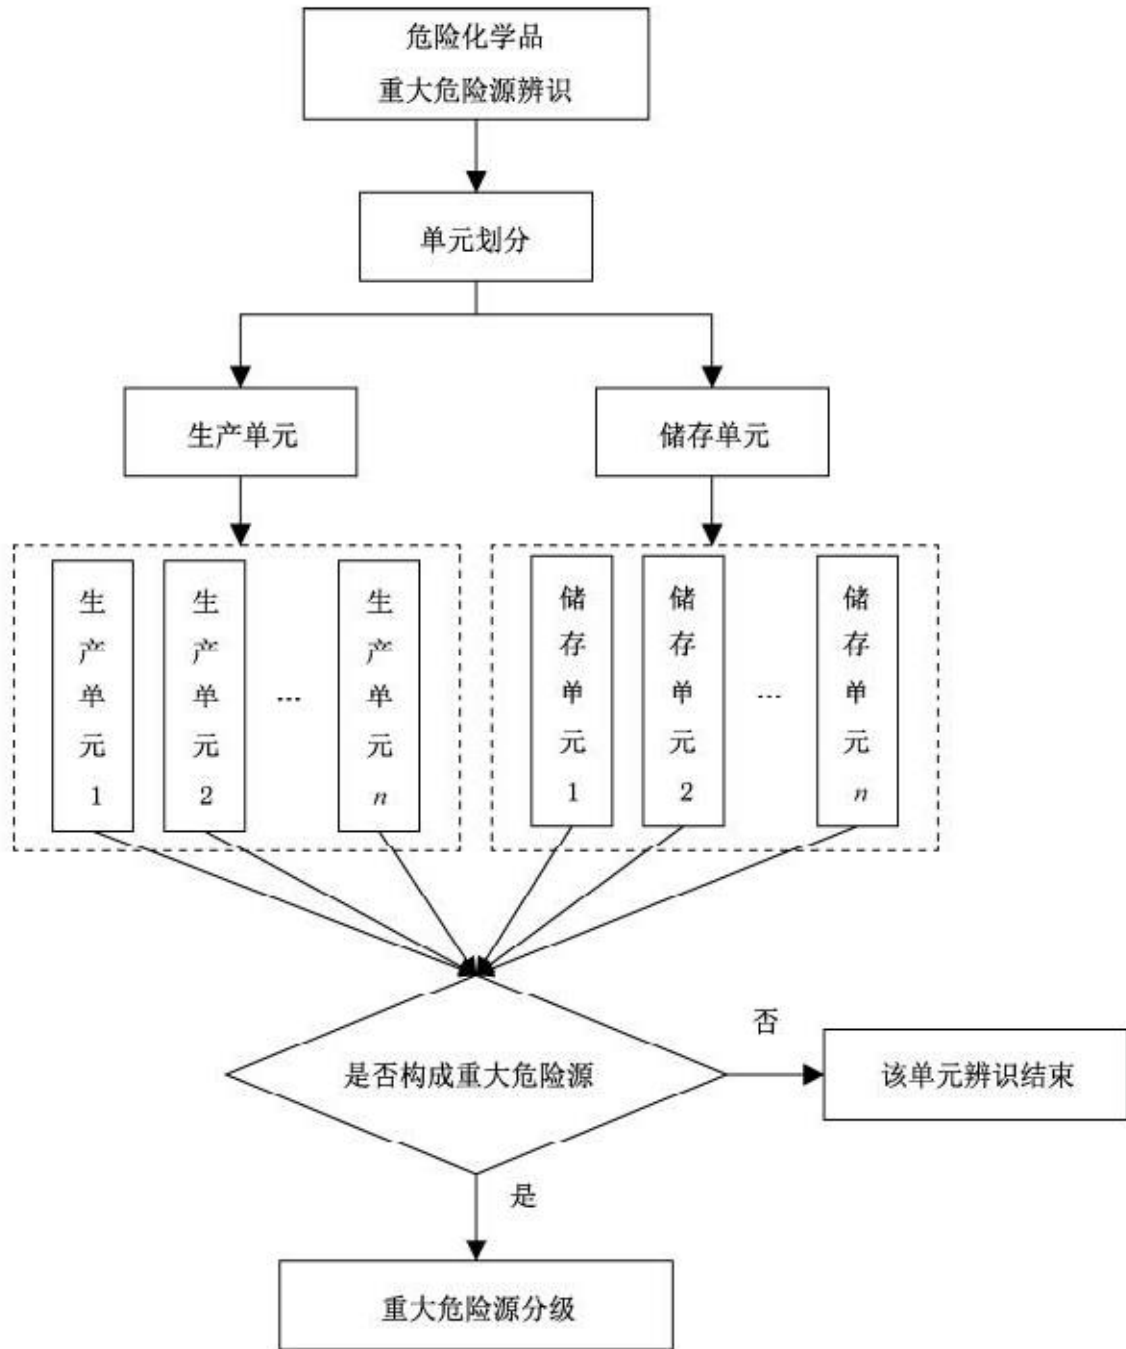 危险化学品
重大危险源辨识
单元划分
生产单元
储存单元
生产单元1
生产单元2
…
生产单元n
储存单元1
储存单元2
…
储存单元n
是否构成重大危险源
否
该单元辨识结束
是
重大危险源分级